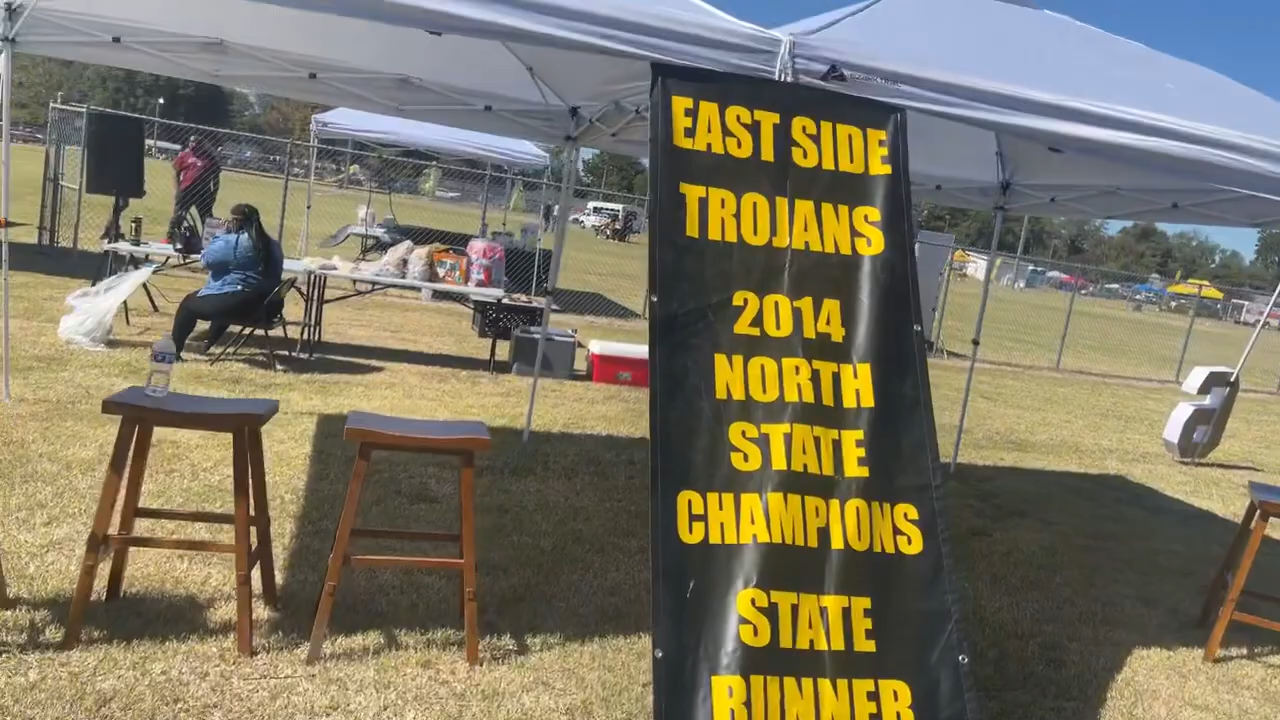 EAST SIDE
TROJANS
2014
NORTH
STATE
CHAMPIONS
STATE
RUNNER